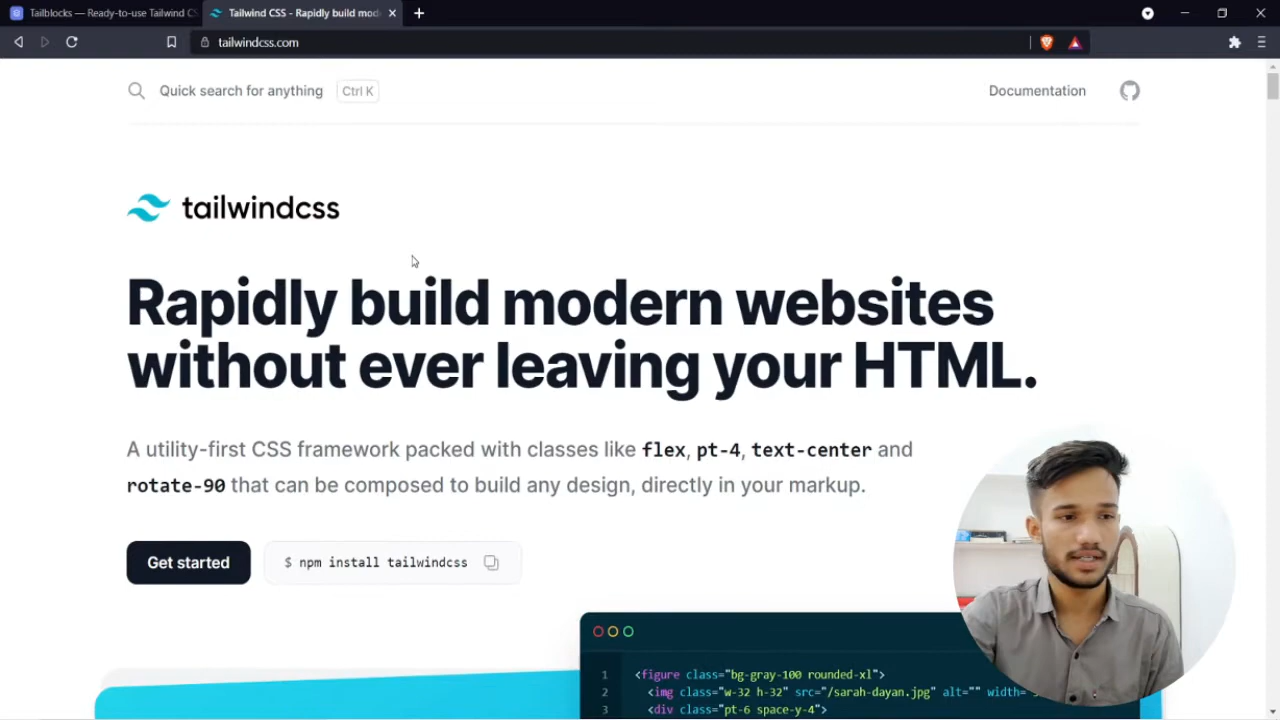 Tailblocks — Ready-to-use Tailwind CS
Tailwind CSS - Rapidly build mod
tailwindcss.com
Quick search for anything
Ctrl K
Documentation
tailwindcss
Rapidly build modern websites
without ever leaving your HTML.
A utility-first CSS framework packed with classes like flex, pt-4, text-center and
rotate-90 that can be composed to build any design, directly in your markup.
Get started
$ npm install tailwindcss
1 <figure class="bg-gray-100 rounded-xl">
2 <img class="w-32 h-32" src="/sarah-dayan.jpg" alt="" width="
3 <div class="pt-6 space-y-4">